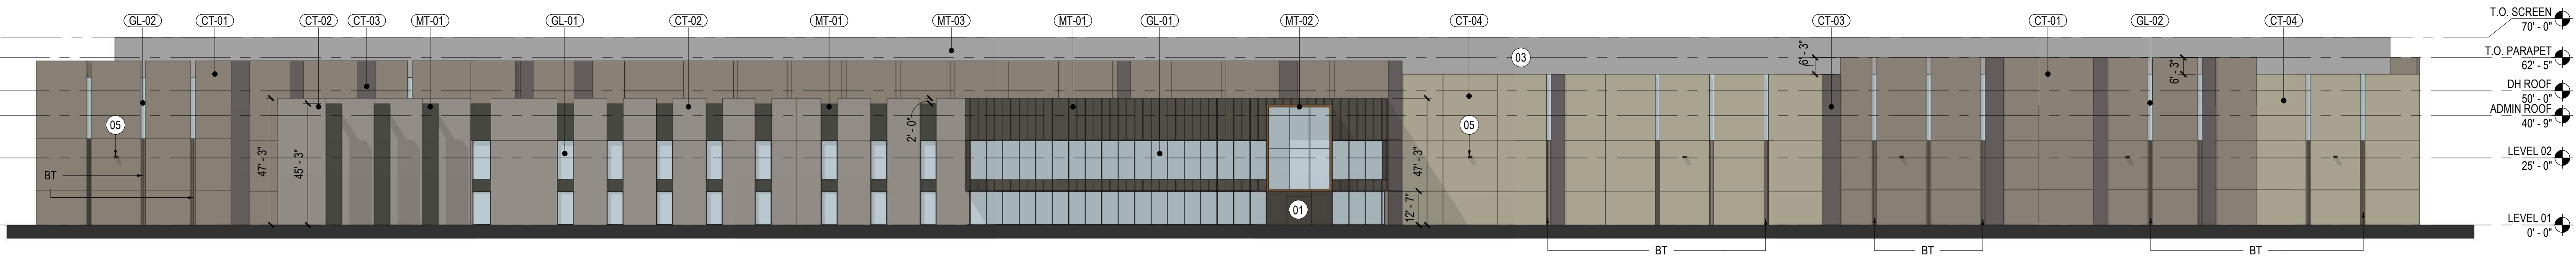 GL-02 CT-01 CT-02 CT-03 MT-01 GL-01 CT-02 MT-01 MT-03 MT-01 GL-01 MT-02 CT-04 CT-03 CT-01 GL-02 CT-04
T.O. SCREEN
70' - 0"
T.O. PARAPET
62' - 5"
DH ROOF
50' - 0"
ADMIN ROOF
40' - 9"
LEVEL 02
25' - 0"
LEVEL 01
0' - 0"
03
6' - 3"
6' - 3"
05
2' - 0"
05
47' - 3"
45' - 3"
47' - 3"
BT
12' - 7"
01
BT BT BT